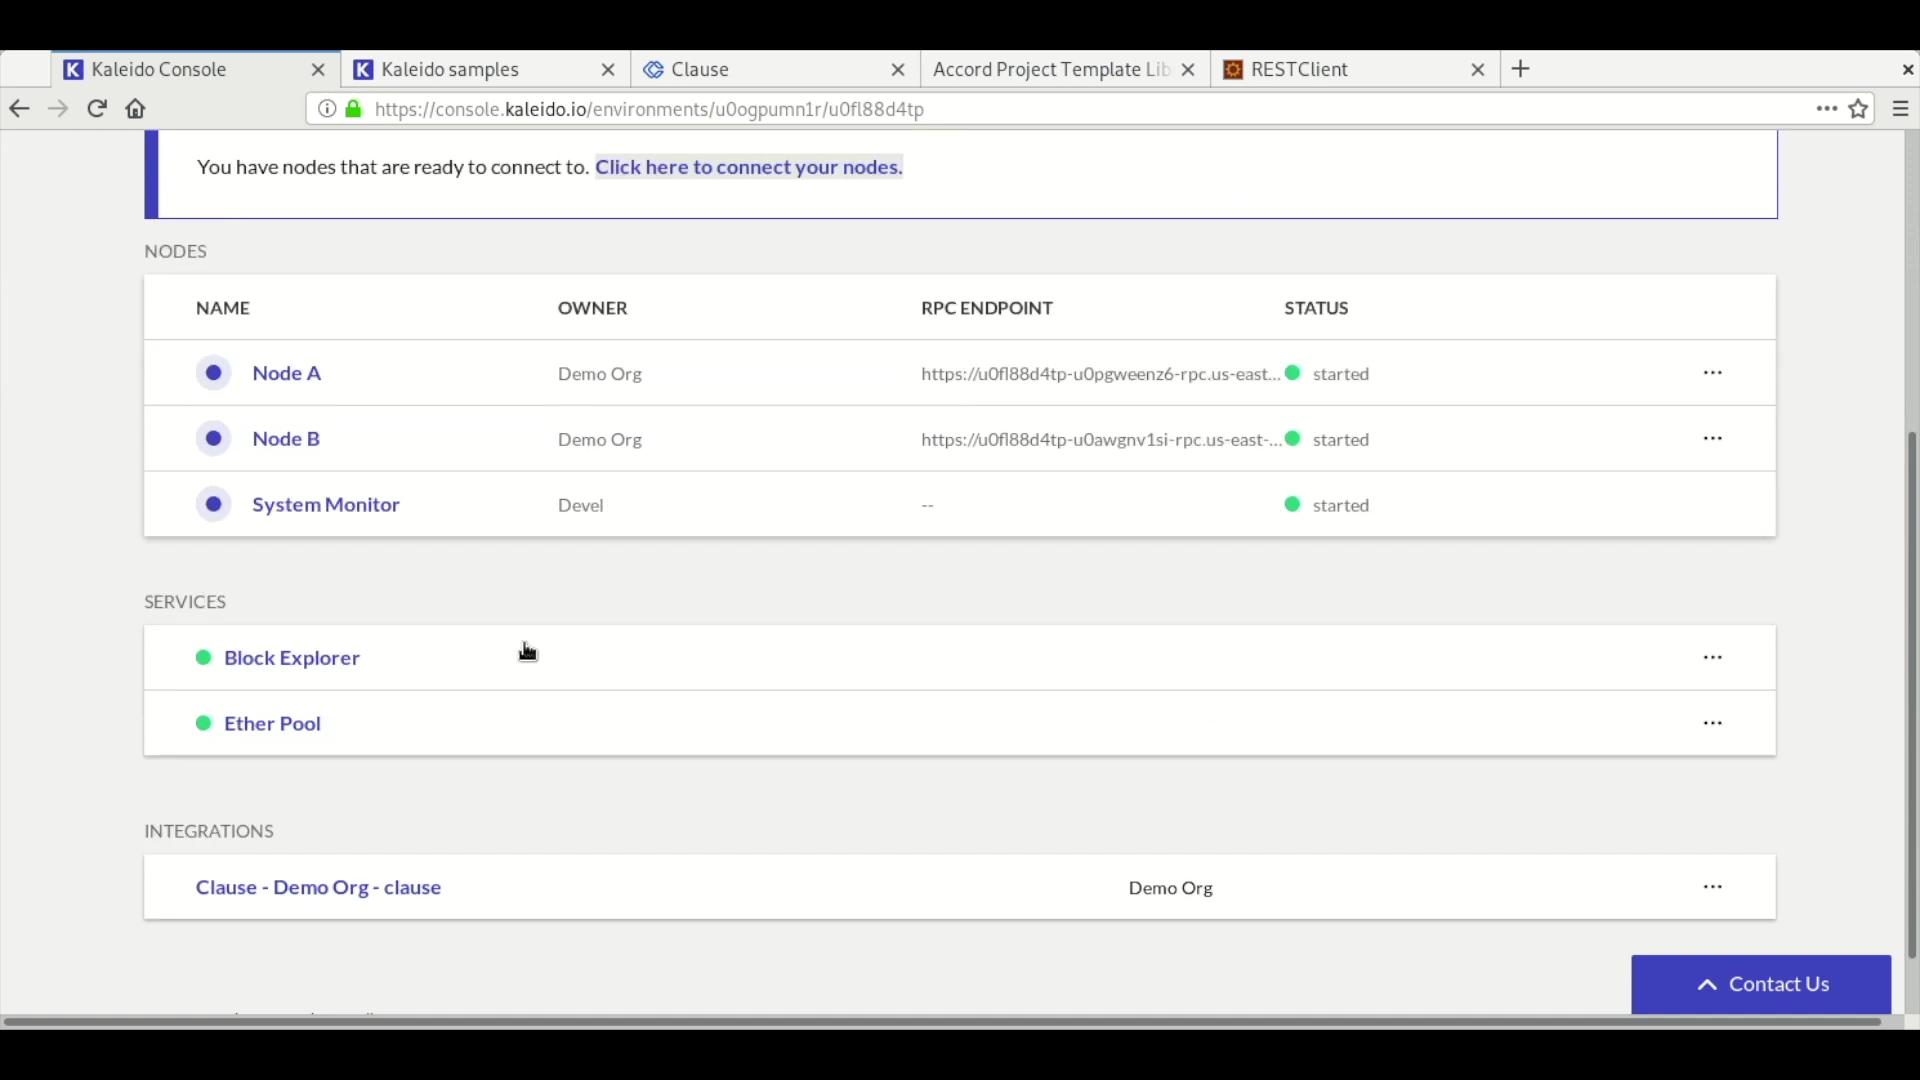 Kaleido Console
Kaleido samples
Clause
Accord Project Template Lib
RESTClient
https://console.kaleido.io/environments/u0ogpumn1r/u0fl88d4tp
You have nodes that are ready to connect to. Click here to connect your nodes.
NODES
NAME OWNER RPC ENDPOINT STATUS
Node A Demo Org https://u0fl88d4tp-u0pgweenz6-rpc.us-east... started
Node B Demo Org https://u0fl88d4tp-u0awgnv1si-rpc.us-east-... started
System Monitor Devel -- started
SERVICES
Block Explorer
Ether Pool
INTEGRATIONS
Clause - Demo Org - clause Demo Org
Contact Us